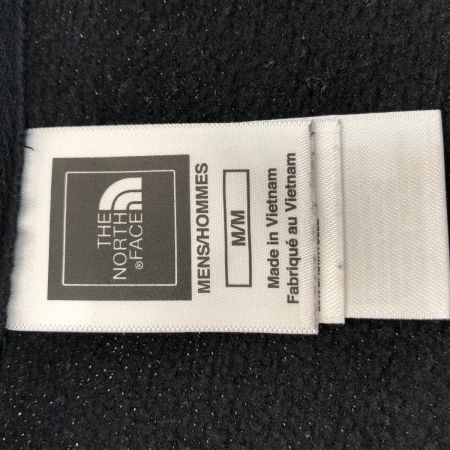 THE
NORTH
®FACE
MENS/HOMMES
M/M
Made in Vietnam
Fabriqué au Vietnam